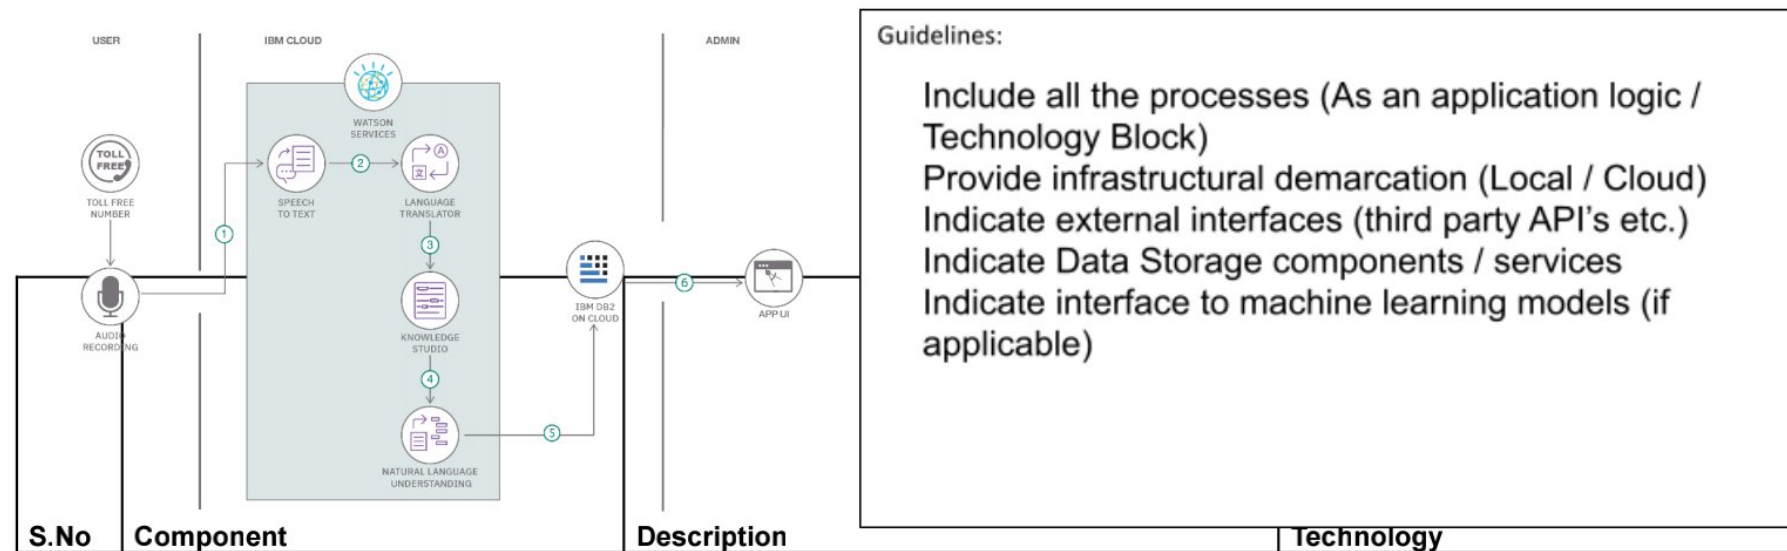 USER
IBM CLOUD
ADMIN
WATSON
SERVICES
TOLL
FREE
TOLL FREE
NUMBER
SPEECH
TO TEXT
2
A
文
LANGUAGE
TRANSLATOR
1
3
AUDIO
RECORDING
KNOWLEDGE
STUDIO
IBM DB2
ON CLOUD
6
APP UI
4
5
NATURAL LANGUAGE
UNDERSTANDING
Guidelines:
Include all the processes (As an application logic /
Technology Block)
Provide infrastructural demarcation (Local / Cloud)
Indicate external interfaces (third party API's etc.)
Indicate Data Storage components / services
Indicate interface to machine learning models (if
applicable)
S.No Component Description Technology